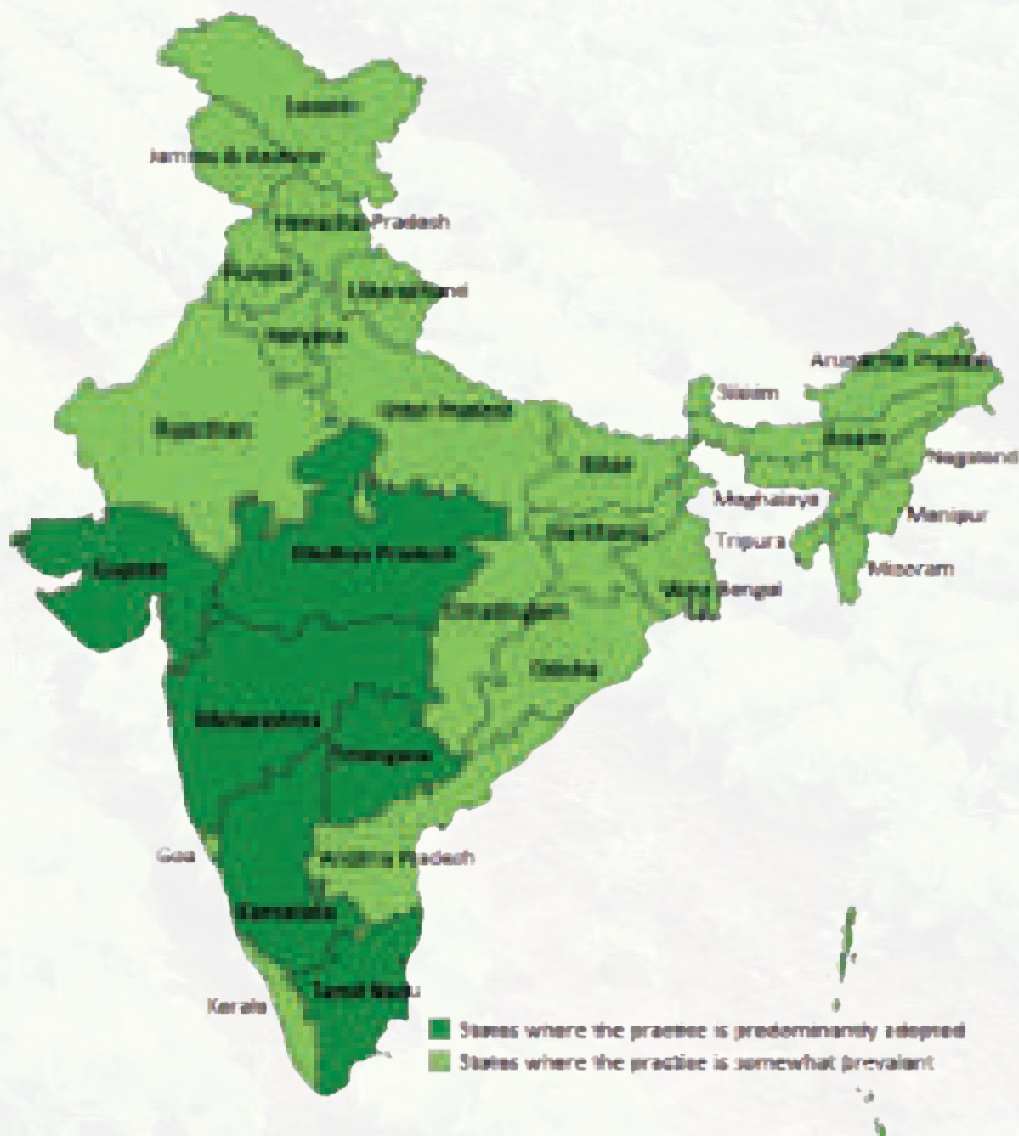 Ladakh
Jammu & Kashmir
Himachal Pradesh
Punjab
Uttarakhand
Haryana
Arunachal Pradesh
Sikkim
Uttar Pradesh
Rajasthan
Assam
Nagaland
Bihar
Meghalaya
Manipur
Jharkhand
Tripura
Madhya Pradesh
Gujarat
Mizoram
West Bengal
Chhattisgarh
Odisha
Maharashtra
Telangana
Goa
Andhra Pradesh
Karnataka
Tamil Nadu
Kerala
States where the practice is predominantly adopted
States where the practice is somewhat prevalent